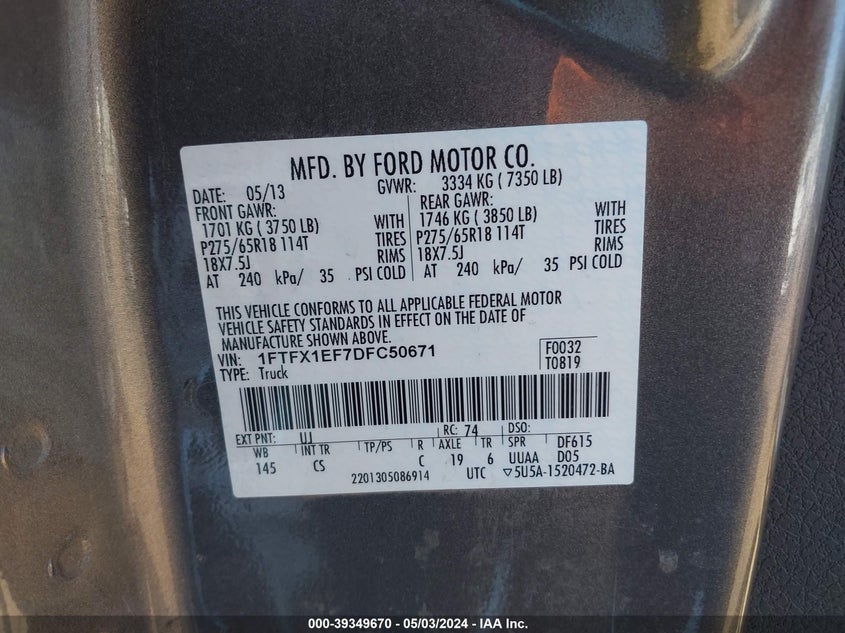 MFD. BY FORD MOTOR CO.
DATE: 05/13 GVWR: 3334 KG ( 7350 LB)
FRONT GAWR: REAR GAWR:
1701 KG ( 3750 LB) WITH 1746 KG ( 3850 LB) WITH
P275/65R18 114T TIRES P275/65R18 114T TIRES
18X7.5J RIMS 18X7.5J RIMS
AT 240 kPa/ 35 PSI COLD AT 240 kPa/ 35 PSI COLD
THIS VEHICLE CONFORMS TO ALL APPLICABLE FEDERAL MOTOR
VEHICLE SAFETY STANDARDS IN EFFECT ON THE DATE OF
MANUFACTURE SHOWN ABOVE.
VIN: 1FTFX1EF7DFC50671 F0032
TYPE: Truck T0819
EXT PNT: UJ RC: 74 DSO:
WB INT TR TP/PS R AXLE TR SPR DF615
145 CS C 19 6 UUAA D05
2201305086914 UTC ▽5U5A-1520472-BA
000-39349670 - 05/03/2024 - IAA Inc.